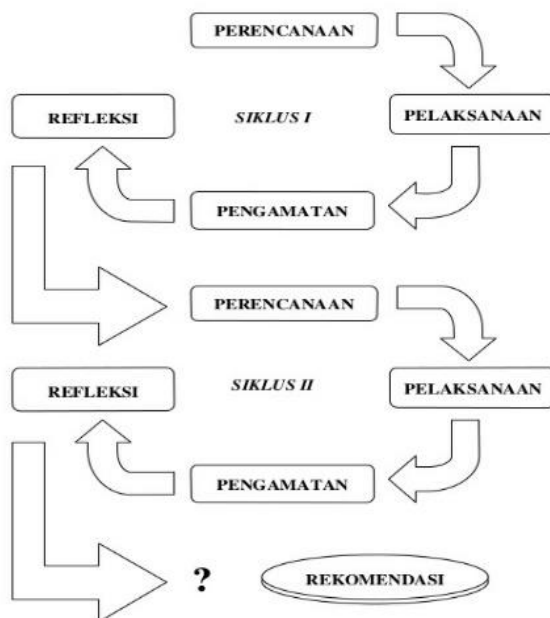 PERENCANAAN
REFLEKSI
SIKLUS I
PELAKSANAAN
PENGAMATAN
PERENCANAAN
REFLEKSI
SIKLUS II
PELAKSANAAN
PENGAMATAN
?
REKOMENDASI